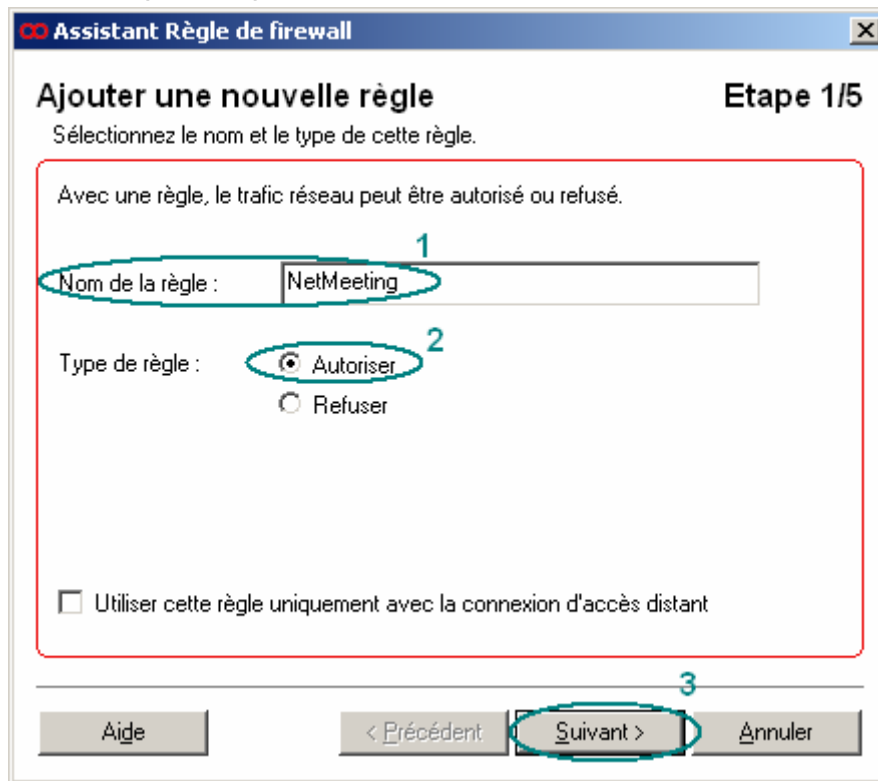 Assistant Règle de firewall
Ajouter une nouvelle règle Etape 1/5
Sélectionnez le nom et le type de cette règle.
Avec une règle, le trafic réseau peut être autorisé ou refusé.
1
Nom de la règle : NetMeeting
2
Type de règle : Autoriser
Refuser
Utiliser cette règle uniquement avec la connexion d'accès distant
3
Aide < Précédent Suivant > Annuler